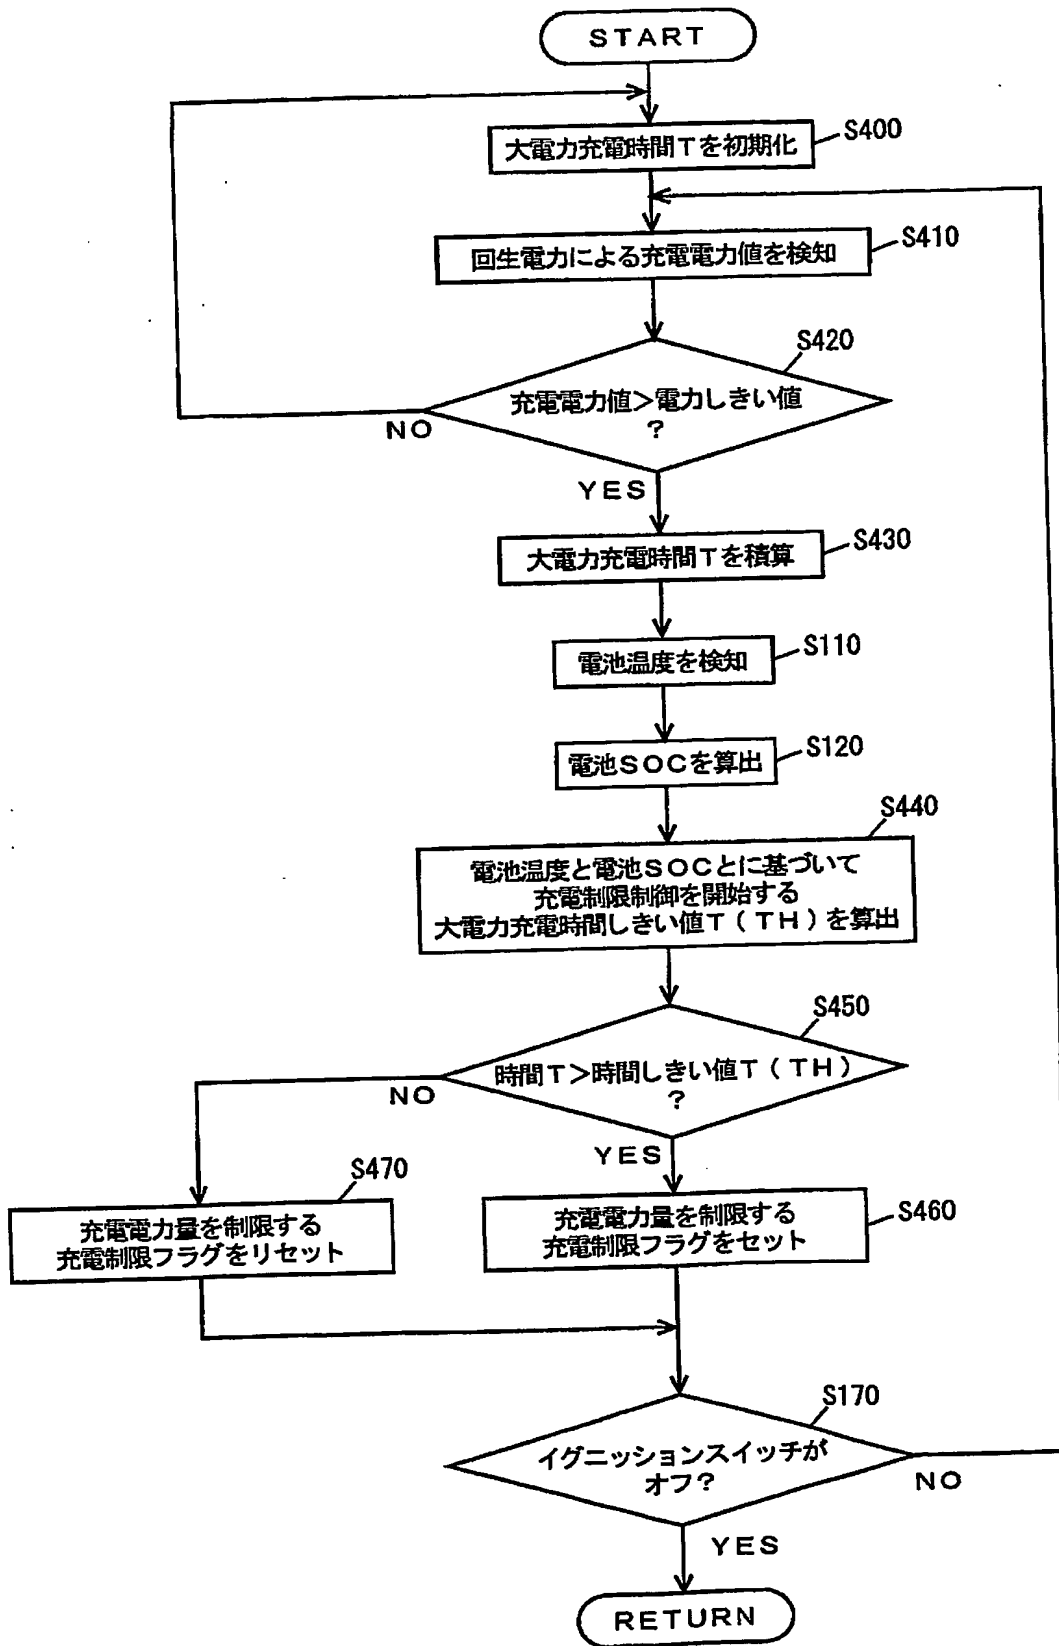 START
大電力充電時間Tを初期化
S400
回生電力による充電電力値を検知
S410
S420
充電電力値>電力しきい値
?
NO
YES
大電力充電時間Tを積算
S430
電池温度を検知
S110
電池SOCを算出
S120
S440
電池温度と電池SOCとに基づいて
充電制限制御を開始する
大電力充電時間しきい値T(TH)を算出
S450
時間T>時間しきい値T(TH)
?
NO
YES
S470
充電電力量を制限する
充電制限フラグをリセット
充電電力量を制限する
充電制限フラグをセット
S460
S170
イグニッションスイッチが
オフ?
NO
YES
RETURN